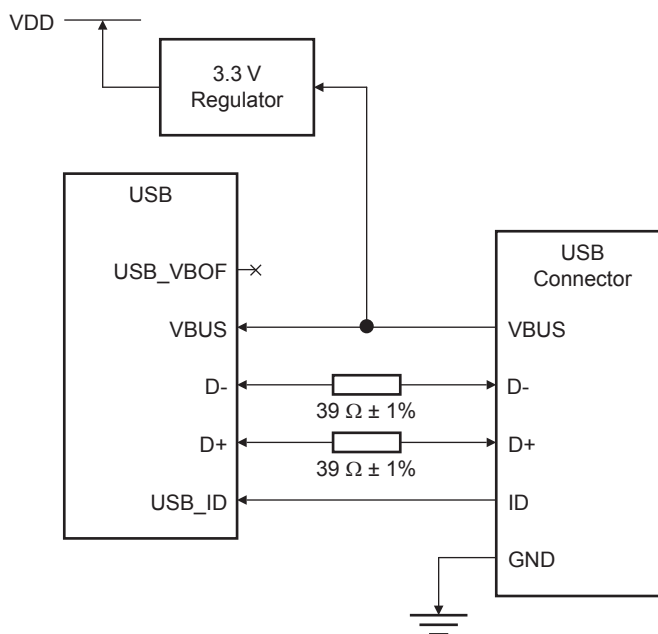 VDD
3.3 V
Regulator
USB
USB_VBOF
VBUS
D-
D+
USB_ID
39 Ω ± 1%
39 Ω ± 1%
USB
Connector
VBUS
D-
D+
ID
GND